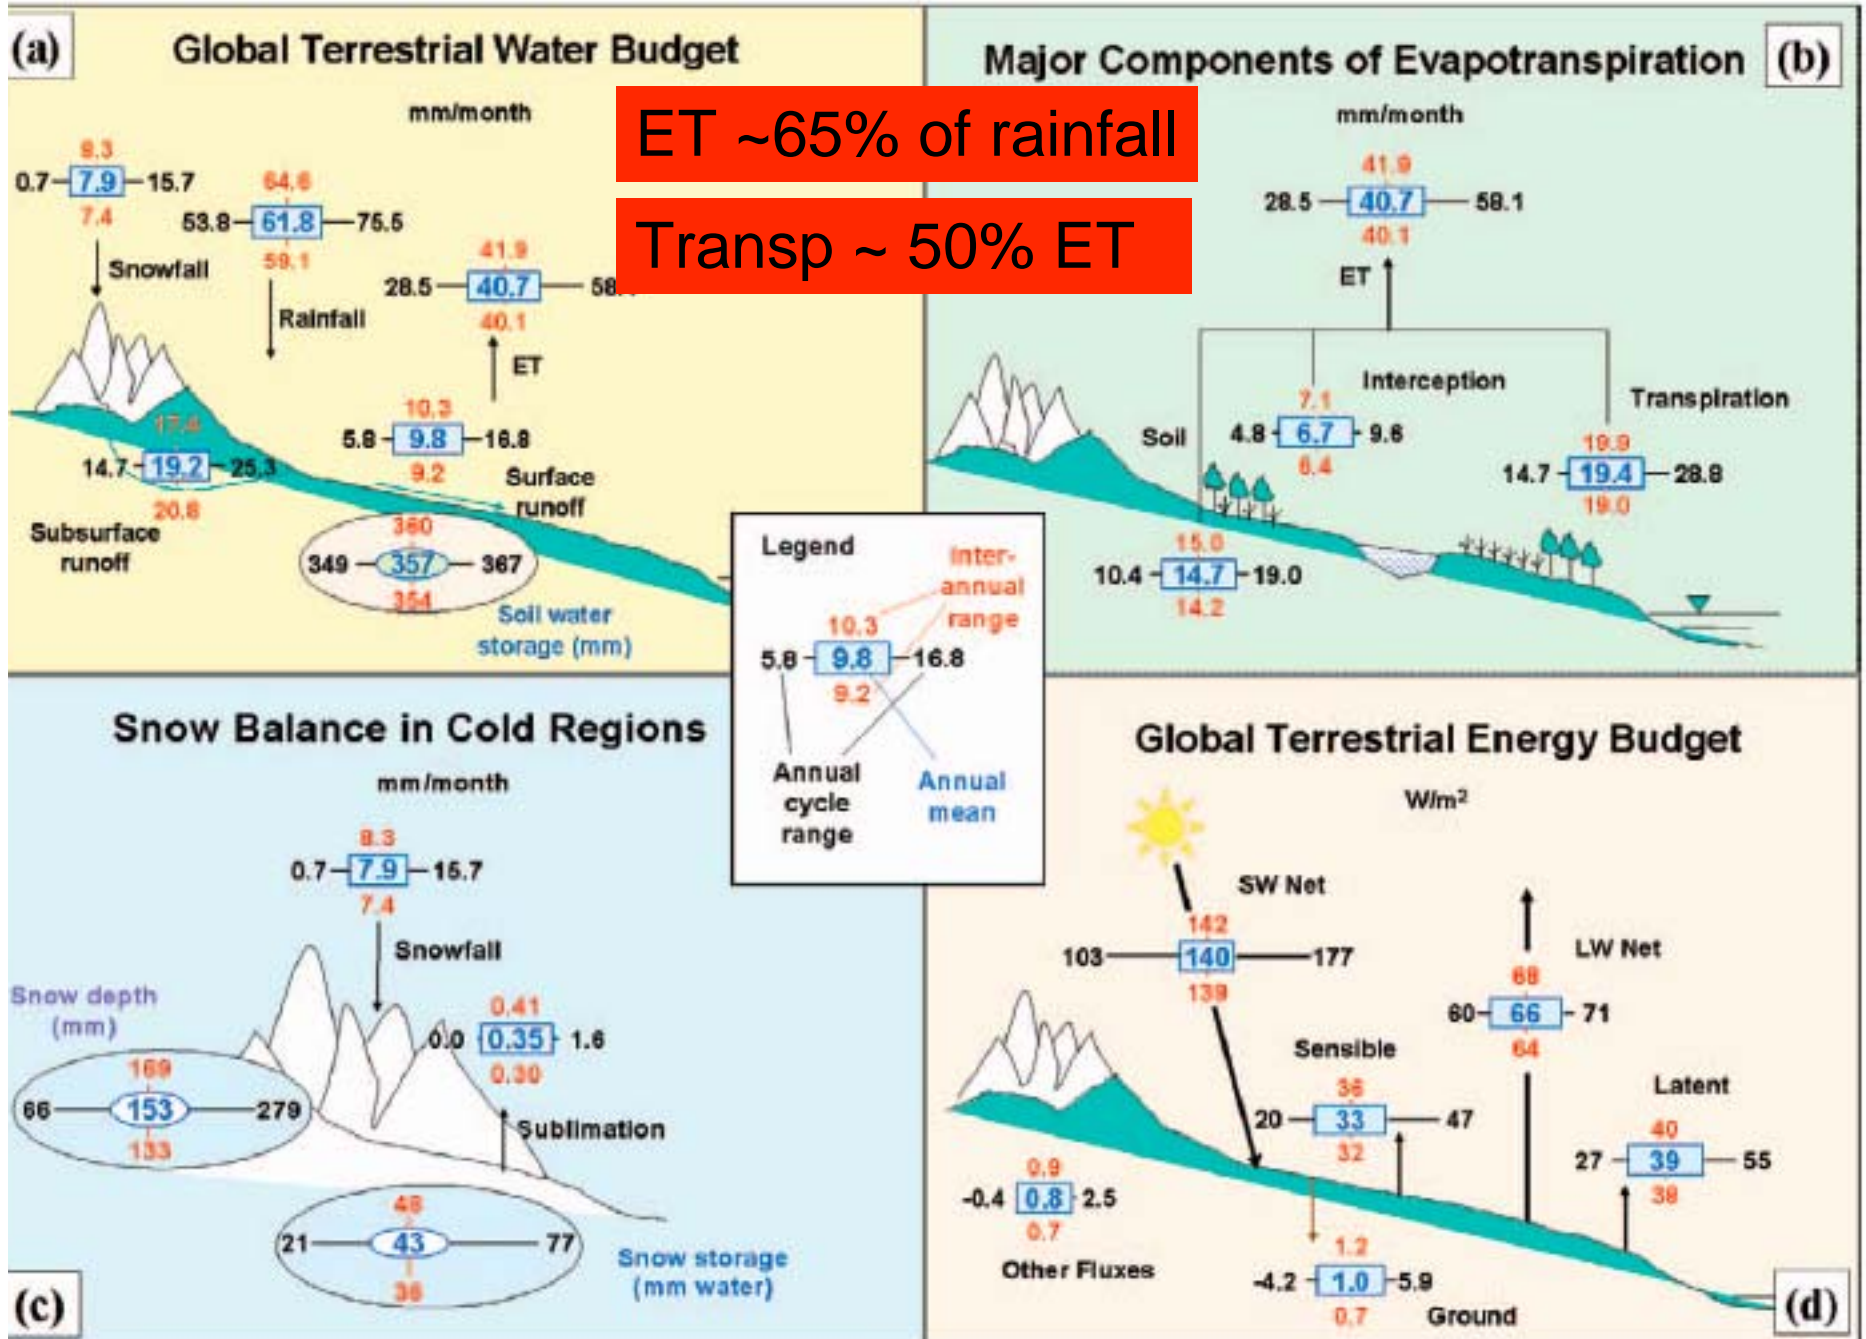 (a)
Global Terrestrial Water Budget
mm/month
ET ~65% of rainfall
Transp ~ 50% ET
8.3
0.7 7.9 15.7
7.4
Snowfall
64.6
53.8 61.8 75.5
59.1
Rainfall
41.9
28.5 40.7 58.
40.1
ET
10.3
5.8 9.8 16.8
9.2
Surface
runoff
17.4
14.7 19.2 25.3
20.8
Subsurface
runoff
360
349 357 367
354
Soil water
storage (mm)
Major Components of Evapotranspiration
(b)
mm/month
41.9
28.5 40.7 58.1
40.1
ET
Interception
7.1
4.8 6.7 9.6
6.4
Transpiration
19.9
14.7 19.4 28.8
19.0
Soil
15.0
10.4 14.7 19.0
14.2
Legend
Inter-
annual
range
10.3
5.8 9.8 16.8
9.2
Annual
cycle
range
Annual
mean
Snow Balance in Cold Regions
mm/month
8.3
0.7 7.9 15.7
7.4
Snowfall
Snow depth
(mm)
169
66 153 279
133
0.41
0.0 0.35 1.6
0.30
Sublimation
48
21 43 77
36
Snow storage
(mm water)
(c)
Global Terrestrial Energy Budget
W/m²
SW Net
142
103 140 177
139
LW Net
68
60 66 71
64
Sensible
36
20 33 47
32
Latent
40
27 39 55
38
0.9
-0.4 0.8 2.5
0.7
Other Fluxes
1.2
-4.2 1.0 5.9
0.7
Ground
(d)